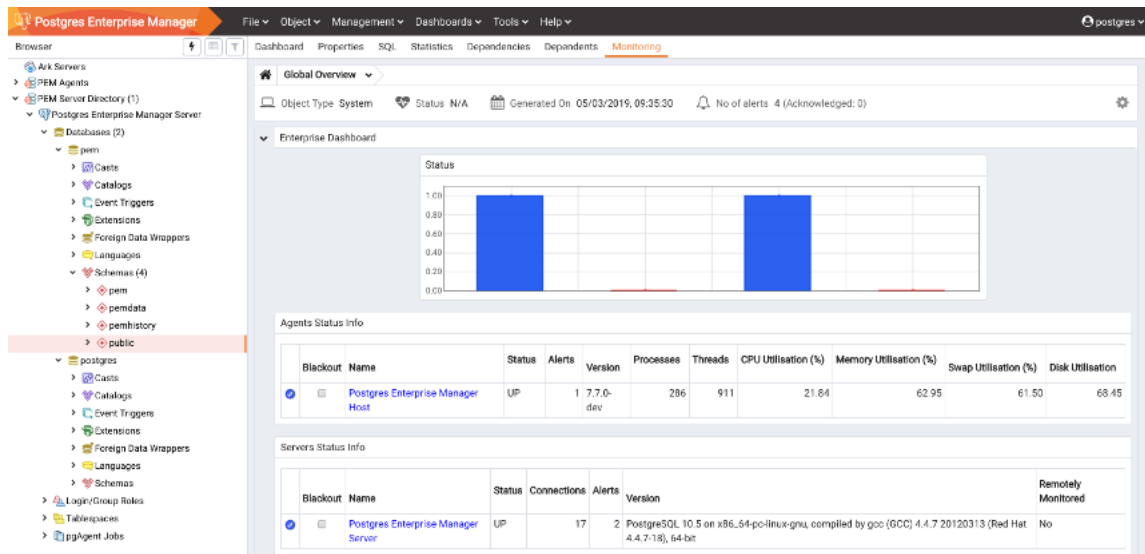 Postgres Enterprise Manager
File Object Management Dashboards Tools Help
postgres
Browser
Dashboard Properties SQL Statistics Dependencies Dependents Monitoring
Ark Servers
PEM Agents
PEM Server Directory (1)
Postgres Enterprise Manager Server
Databases (2)
pem
Casts
Catalogs
Event Triggers
Extensions
Foreign Data Wrappers
Languages
Schemas (4)
pem
pemdata
pemhistory
public
postgres
Casts
Catalogs
Event Triggers
Extensions
Foreign Data Wrappers
Languages
Schemas
Login/Group Roles
Tablespaces
pgAgent Jobs
Global Overview
Object Type System Status N/A Generated On 05/03/2019, 09:35:30 No of alerts 4 (Acknowledged: 0)
Enterprise Dashboard
Status
1.00
0.80
0.60
0.40
0.20
0.00
Agents Status Info
Blackout Name Status Alerts Version Processes Threads CPU Utilisation (%) Memory Utilisation (%) Swap Utilisation (%) Disk Utilisation
Postgres Enterprise Manager UP 1 7.7.0- 286 911 21.84 62.95 61.50 68.45
Host dev
Servers Status Info
Remotely
Blackout Name Status Connections Alerts Version Monitored
Postgres Enterprise Manager UP 17 2 PostgreSQL 10.5 on x86_64-pc-linux-gnu, compiled by gcc (GCC) 4.4.7 20120313 (Red Hat No
Server 4.4.7-18), 64-bit